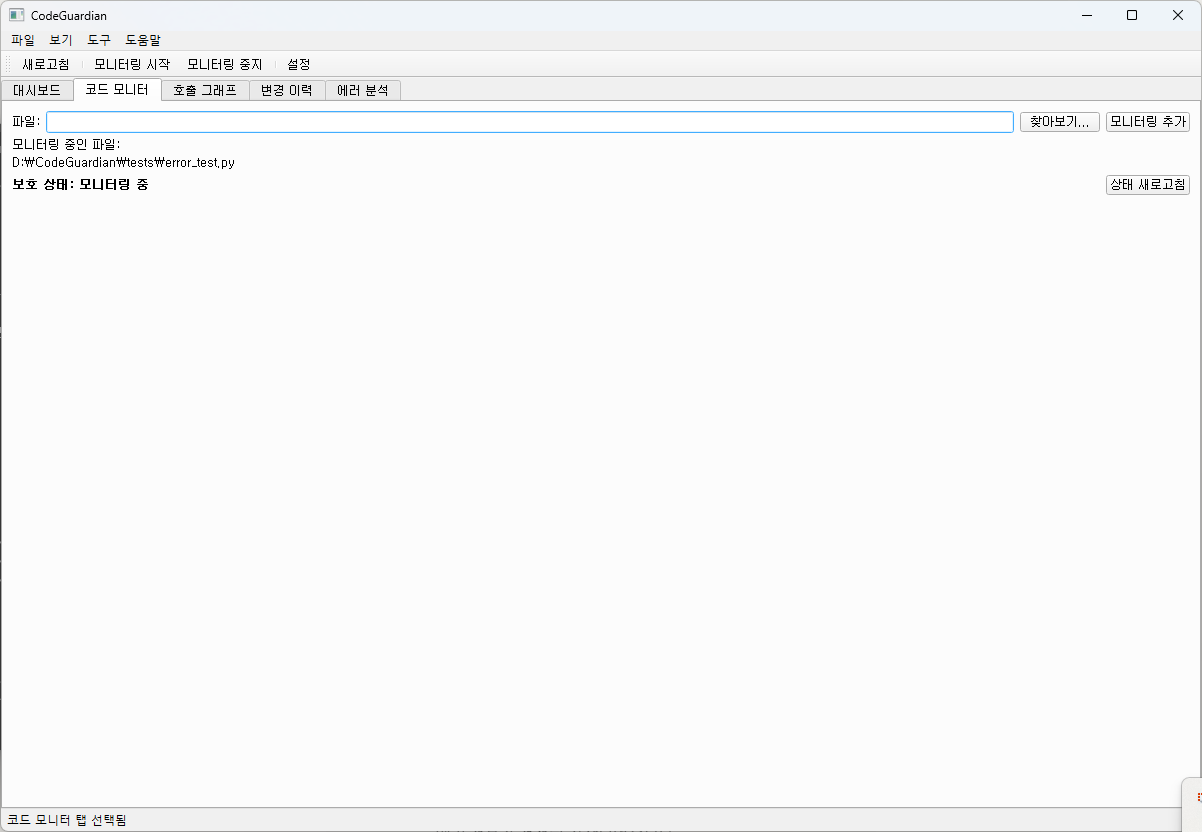 CodeGuardian
파일 보기 도구 도움말
새로고침 모니터링 시작 모니터링 중지 설정
대시보드 코드 모니터 호출 그래프 변경 이력 에러 분석
파일: 찾아보기... 모니터링 추가
모니터링 중인 파일:
D:₩CodeGuardian₩tests₩error_test.py
보호 상태: 모니터링 중 상태 새로고침
코드 모니터 탭 선택됨